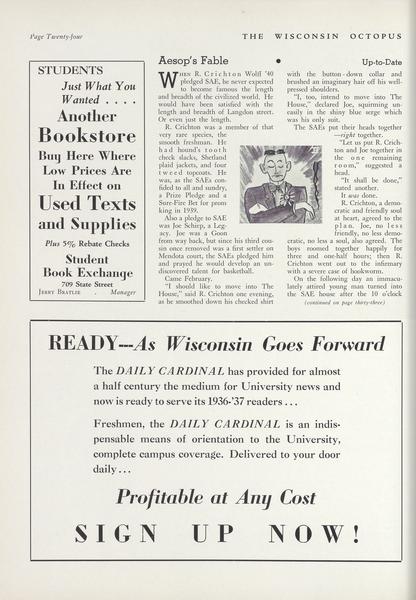 Page Twenty-four
THE WISCONSIN OCTOPUS
STUDENTS
Just What You
Wanted . . . .
Another
Bookstore
Buy Here Where
Low Prices Are
In Effect on
Used Texts
and Supplies
Plus 5% Rebate Checks
Student
Book Exchange
709 State Street
JERRY BRATLIE . Manager
Aesop's Fable
●
Up-to-Date
WHEN R. Crichton Wolff '40
pledged SAE, he never expected
to become famous the length
and breadth of the civilized world. He
would have been satisfied with the
length and breadth of Langdon street.
Or even just the length.
R. Crichton was a member of that
very rare species, the
smooth freshman. He
had hound's tooth
check slacks, Shetland
plaid jackets, and four
tweed topcoats. He
was, as the SAEs con-
fided to all and sundry,
a Prize Pledge and a
Sure-Fire Bet for prom
king in 1939.
Also a pledge to SAE
was Joe Schirp, a Leg-
acy. Joe was a Goon
from way back, but since his third cou-
sin once removed was a first settler on
Mendota court, the SAEs pledged him
and prayed he would develop an un-
discovered talent for basketball.
Came February.
"I should like to move into The
House," said R. Crichton one evening,
as he smoothed down his checked shirt
with the button-down collar and
brushed an imaginary hair off his well-
pressed shoulders.
"I, too, intend to move into The
House," declared Joe, squirming un-
easily in the shiny blue serge which
was his only suit.
The SAEs put their heads together
—right together.
"Let us put R. Crich-
ton and Joe together in
the one remaining
room," suggested a
head.
"It shall be done,"
stated another.
It was done.
R. Crichton, a demo-
cratic and friendly soul
at heart, agreed to the
plan. Joe, no less
friendly, no less demo-
cratic, no less a soul, also agreed. The
boys roomed together happily for
three and one-half hours; then R.
Crichton went out to the infirmary
with a severe case of hookworm.
On the following day an immacu-
lately attired young man turned into
the SAE house after the 10 o'clock
(continued on page thirty-three)
READY---As Wisconsin Goes Forward
The DAILY CARDINAL has provided for almost
a half century the medium for University news and
now is ready to serve its 1936-'37 readers . . .
Freshmen, the DAILY CARDINAL is an indis-
pensable means of orientation to the University,
complete campus coverage. Delivered to your door
daily . . .
Profitable at Any Cost
SIGN UP NOW!